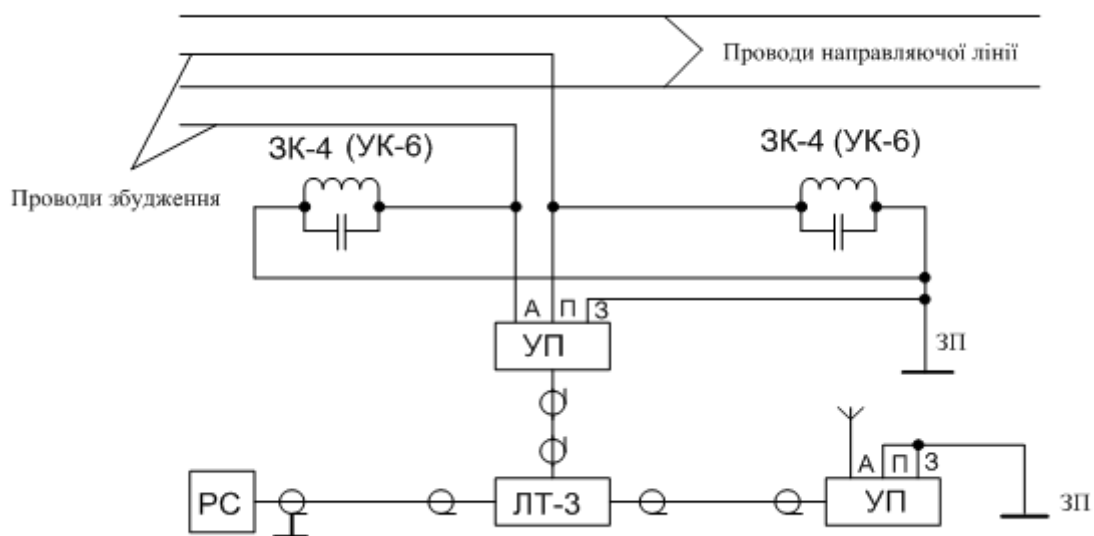 Проводи направляючої лінії
ЗК-4 (УК-6)
ЗК-4 (УК-6)
Проводи збудження
А П З
УП
ЗП
А П З
РС
ЛТ-3
УП
ЗП